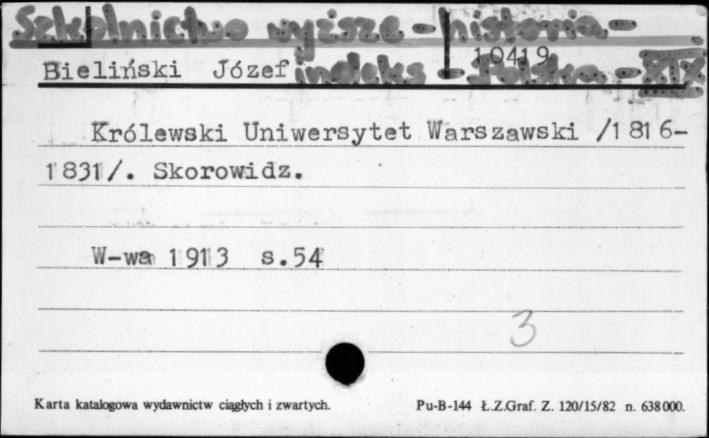 Szkolnictwo wyższe - historia -
indeks - Polska - XIX
10419
Bieliński Józef
Królewski Uniwersytet Warszawski /1816-
1831/. Skorowidz.
W-wa 1913 s.54
3
Karta katalogowa wydawnictw ciągłych i zwartych.
Pu-B-144 Ł.Z.Graf. Z. 120/15/82 n. 638000.